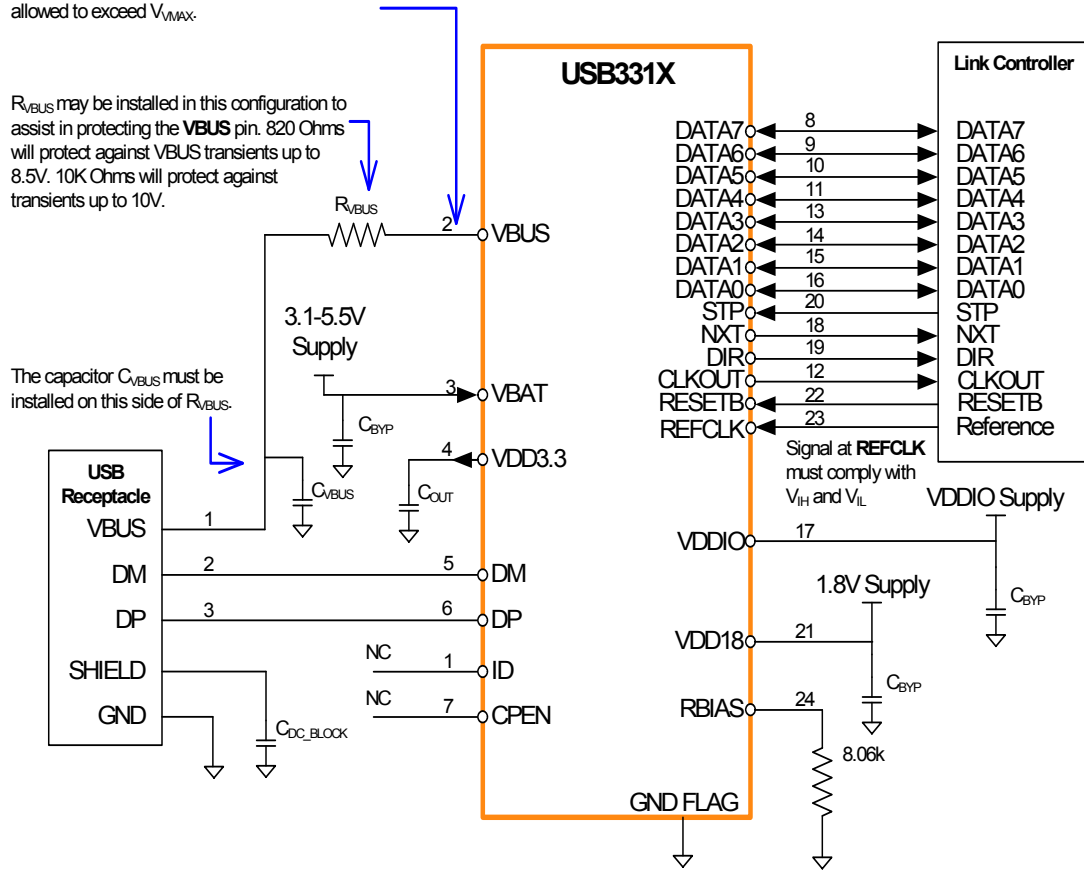 allowed to exceed VVMAX.
RVBUS may be installed in this configuration to
assist in protecting the VBUS pin. 820 Ohms
will protect against VBUS transients up to
8.5V. 10K Ohms will protect against
transients up to 10V.
RVBUS
2
VBUS
3.1-5.5V
Supply
The capacitor CVBUS must be
installed on this side of RVBUS.
3
VBAT
CBYP
4
VDD3.3
COUT
CVBUS
USB
Receptacle
VBUS
1
DM
2
5
DM
DP
3
6
DP
SHIELD
NC
1
ID
GND
NC
7
CPEN
CDC_BLOCK
USB331X
Link Controller
DATA7
8
DATA7
DATA6
9
DATA6
DATA5
10
DATA5
DATA4
11
DATA4
DATA3
13
DATA3
DATA2
14
DATA2
DATA1
15
DATA1
DATA0
16
DATA0
STP
20
STP
NXT
18
NXT
DIR
19
DIR
CLKOUT
12
CLKOUT
RESETB
22
RESETB
REFCLK
23
Reference
Signal at REFCLK
must comply with
VIH and VIL
VDDIO Supply
VDDIO
17
CBYP
1.8V Supply
VDD18
21
CBYP
RBIAS
24
8.06k
GND FLAG